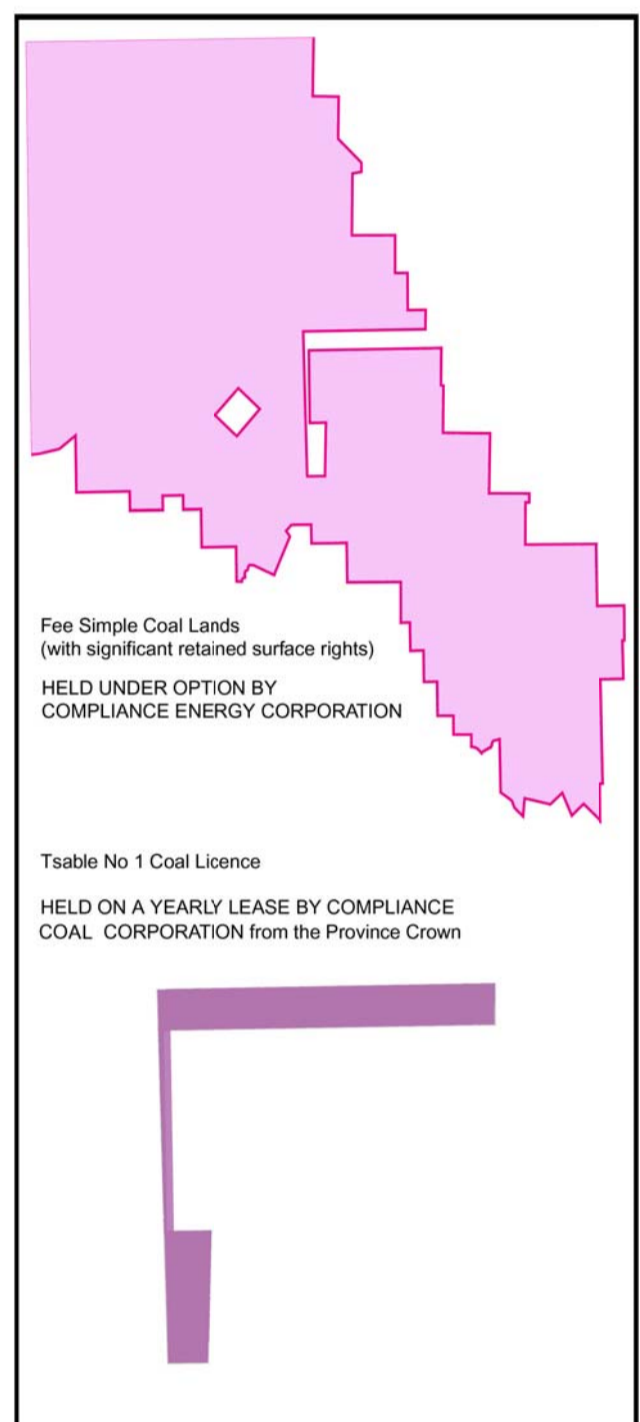 Fee Simple Coal Lands
(with significant retained surface rights)
HELD UNDER OPTION BY
COMPLIANCE ENERGY CORPORATION
Tsable No 1 Coal Licence
HELD ON A YEARLY LEASE BY COMPLIANCE
COAL CORPORATION from the Province Crown